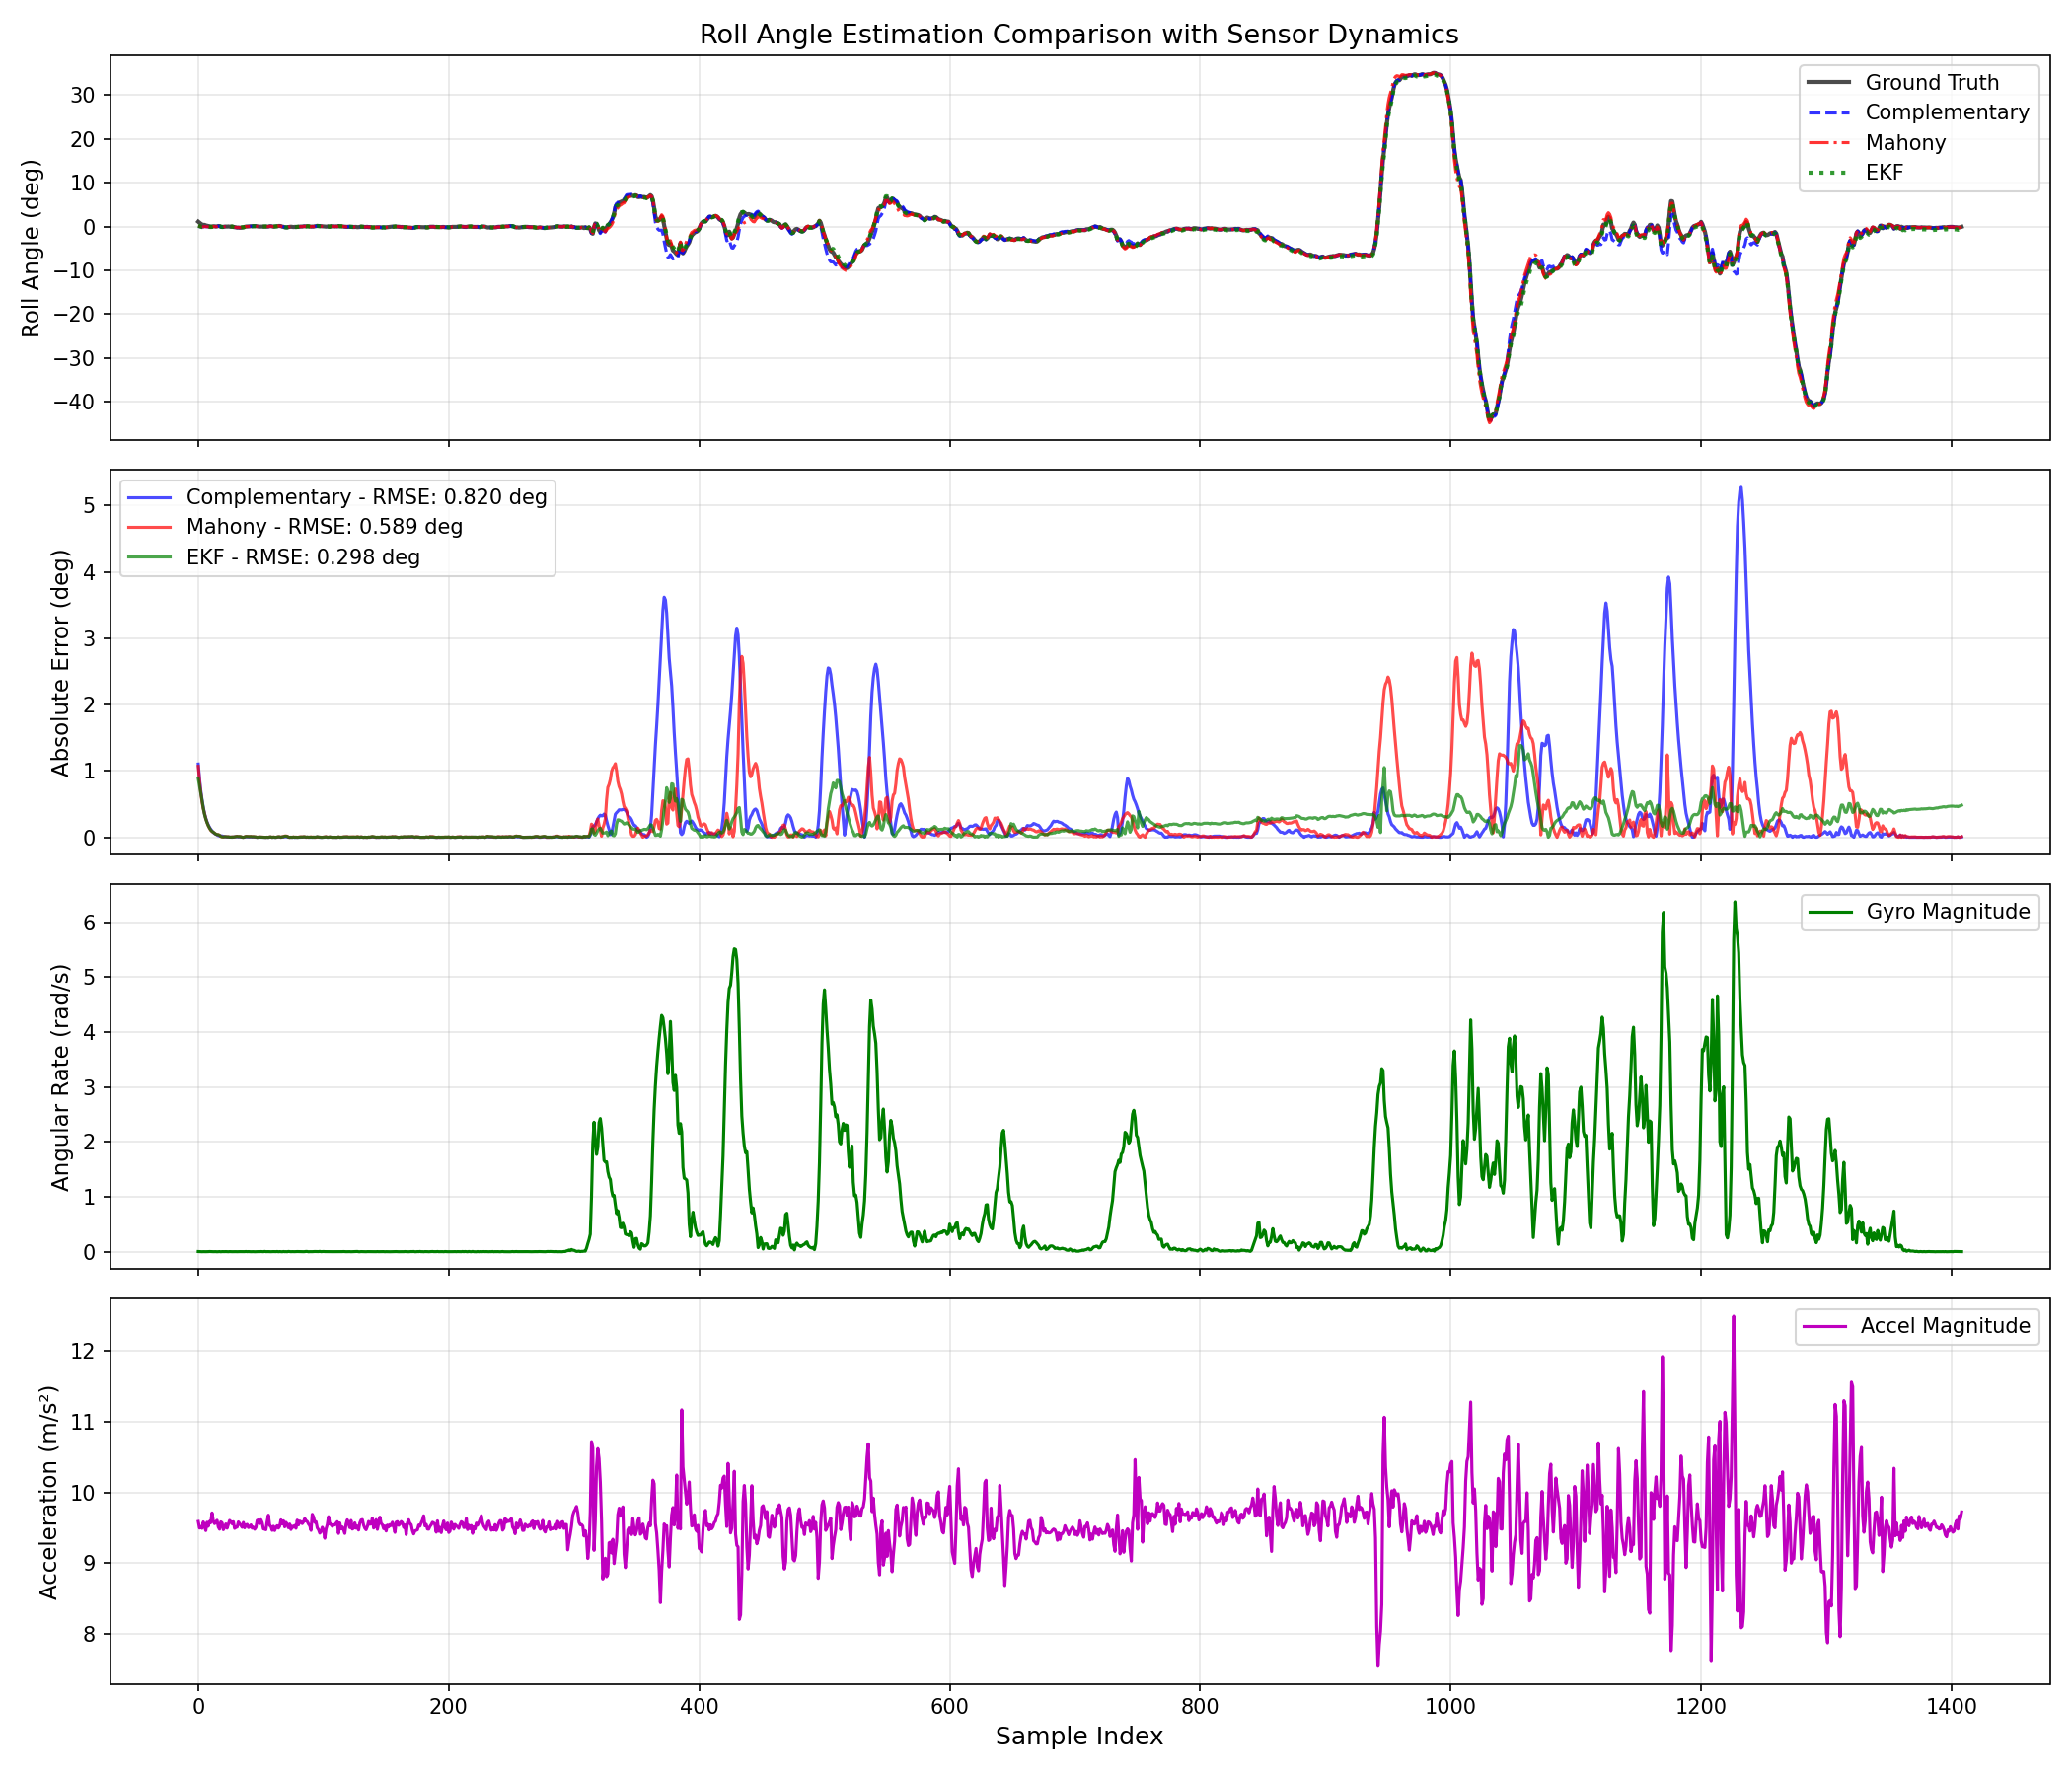 Roll Angle Estimation Comparison with Sensor Dynamics
Roll Angle (deg)
30
20
10
0
−10
−20
−30
−40
Ground Truth
Complementary
Mahony
EKF
Absolute Error (deg)
5
4
3
2
1
0
Complementary - RMSE: 0.820 deg
Mahony - RMSE: 0.589 deg
EKF - RMSE: 0.298 deg
Angular Rate (rad/s)
6
5
4
3
2
1
0
Gyro Magnitude
Acceleration (m/s²)
12
11
10
9
8
Accel Magnitude
0 200 400 600 800 1000 1200 1400
Sample Index